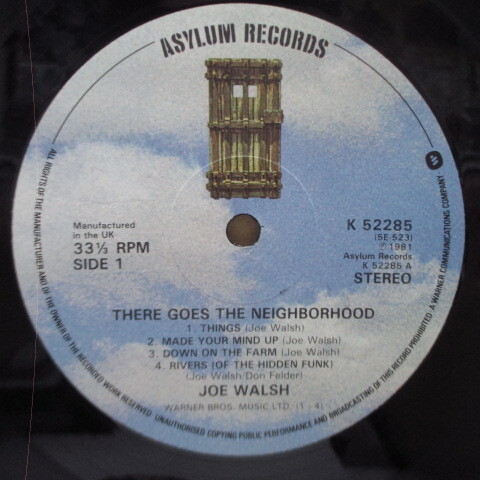 ASYLUM RECORDS
Manufactured
in the UK
33⅓ RPM
SIDE 1
K 52285
(5E 523)
℗ 1981
Asylum Records
K 52285 A
STEREO
THERE GOES THE NEIGHBORHOOD
1. THINGS (Joe Walsh)
2. MADE YOUR MIND UP (Joe Walsh)
3. DOWN ON THE FARM (Joe Walsh)
4. RIVERS (OF THE HIDDEN FUNK)
(Joe Walsh/Don Felder)
JOE WALSH
WARNER BROS. MUSIC LTD. (1 - 4)
ALL RIGHTS OF THE MANUFACTURER AND OF THE OWNER OF THE RECORDED WORK RESERVED UNAUTHORISED COPYING PUBLIC PERFORMANCE AND BROADCASTING OF THIS RECORD PROHIBITED A WARNER COMMUNICATIONS COMPANY